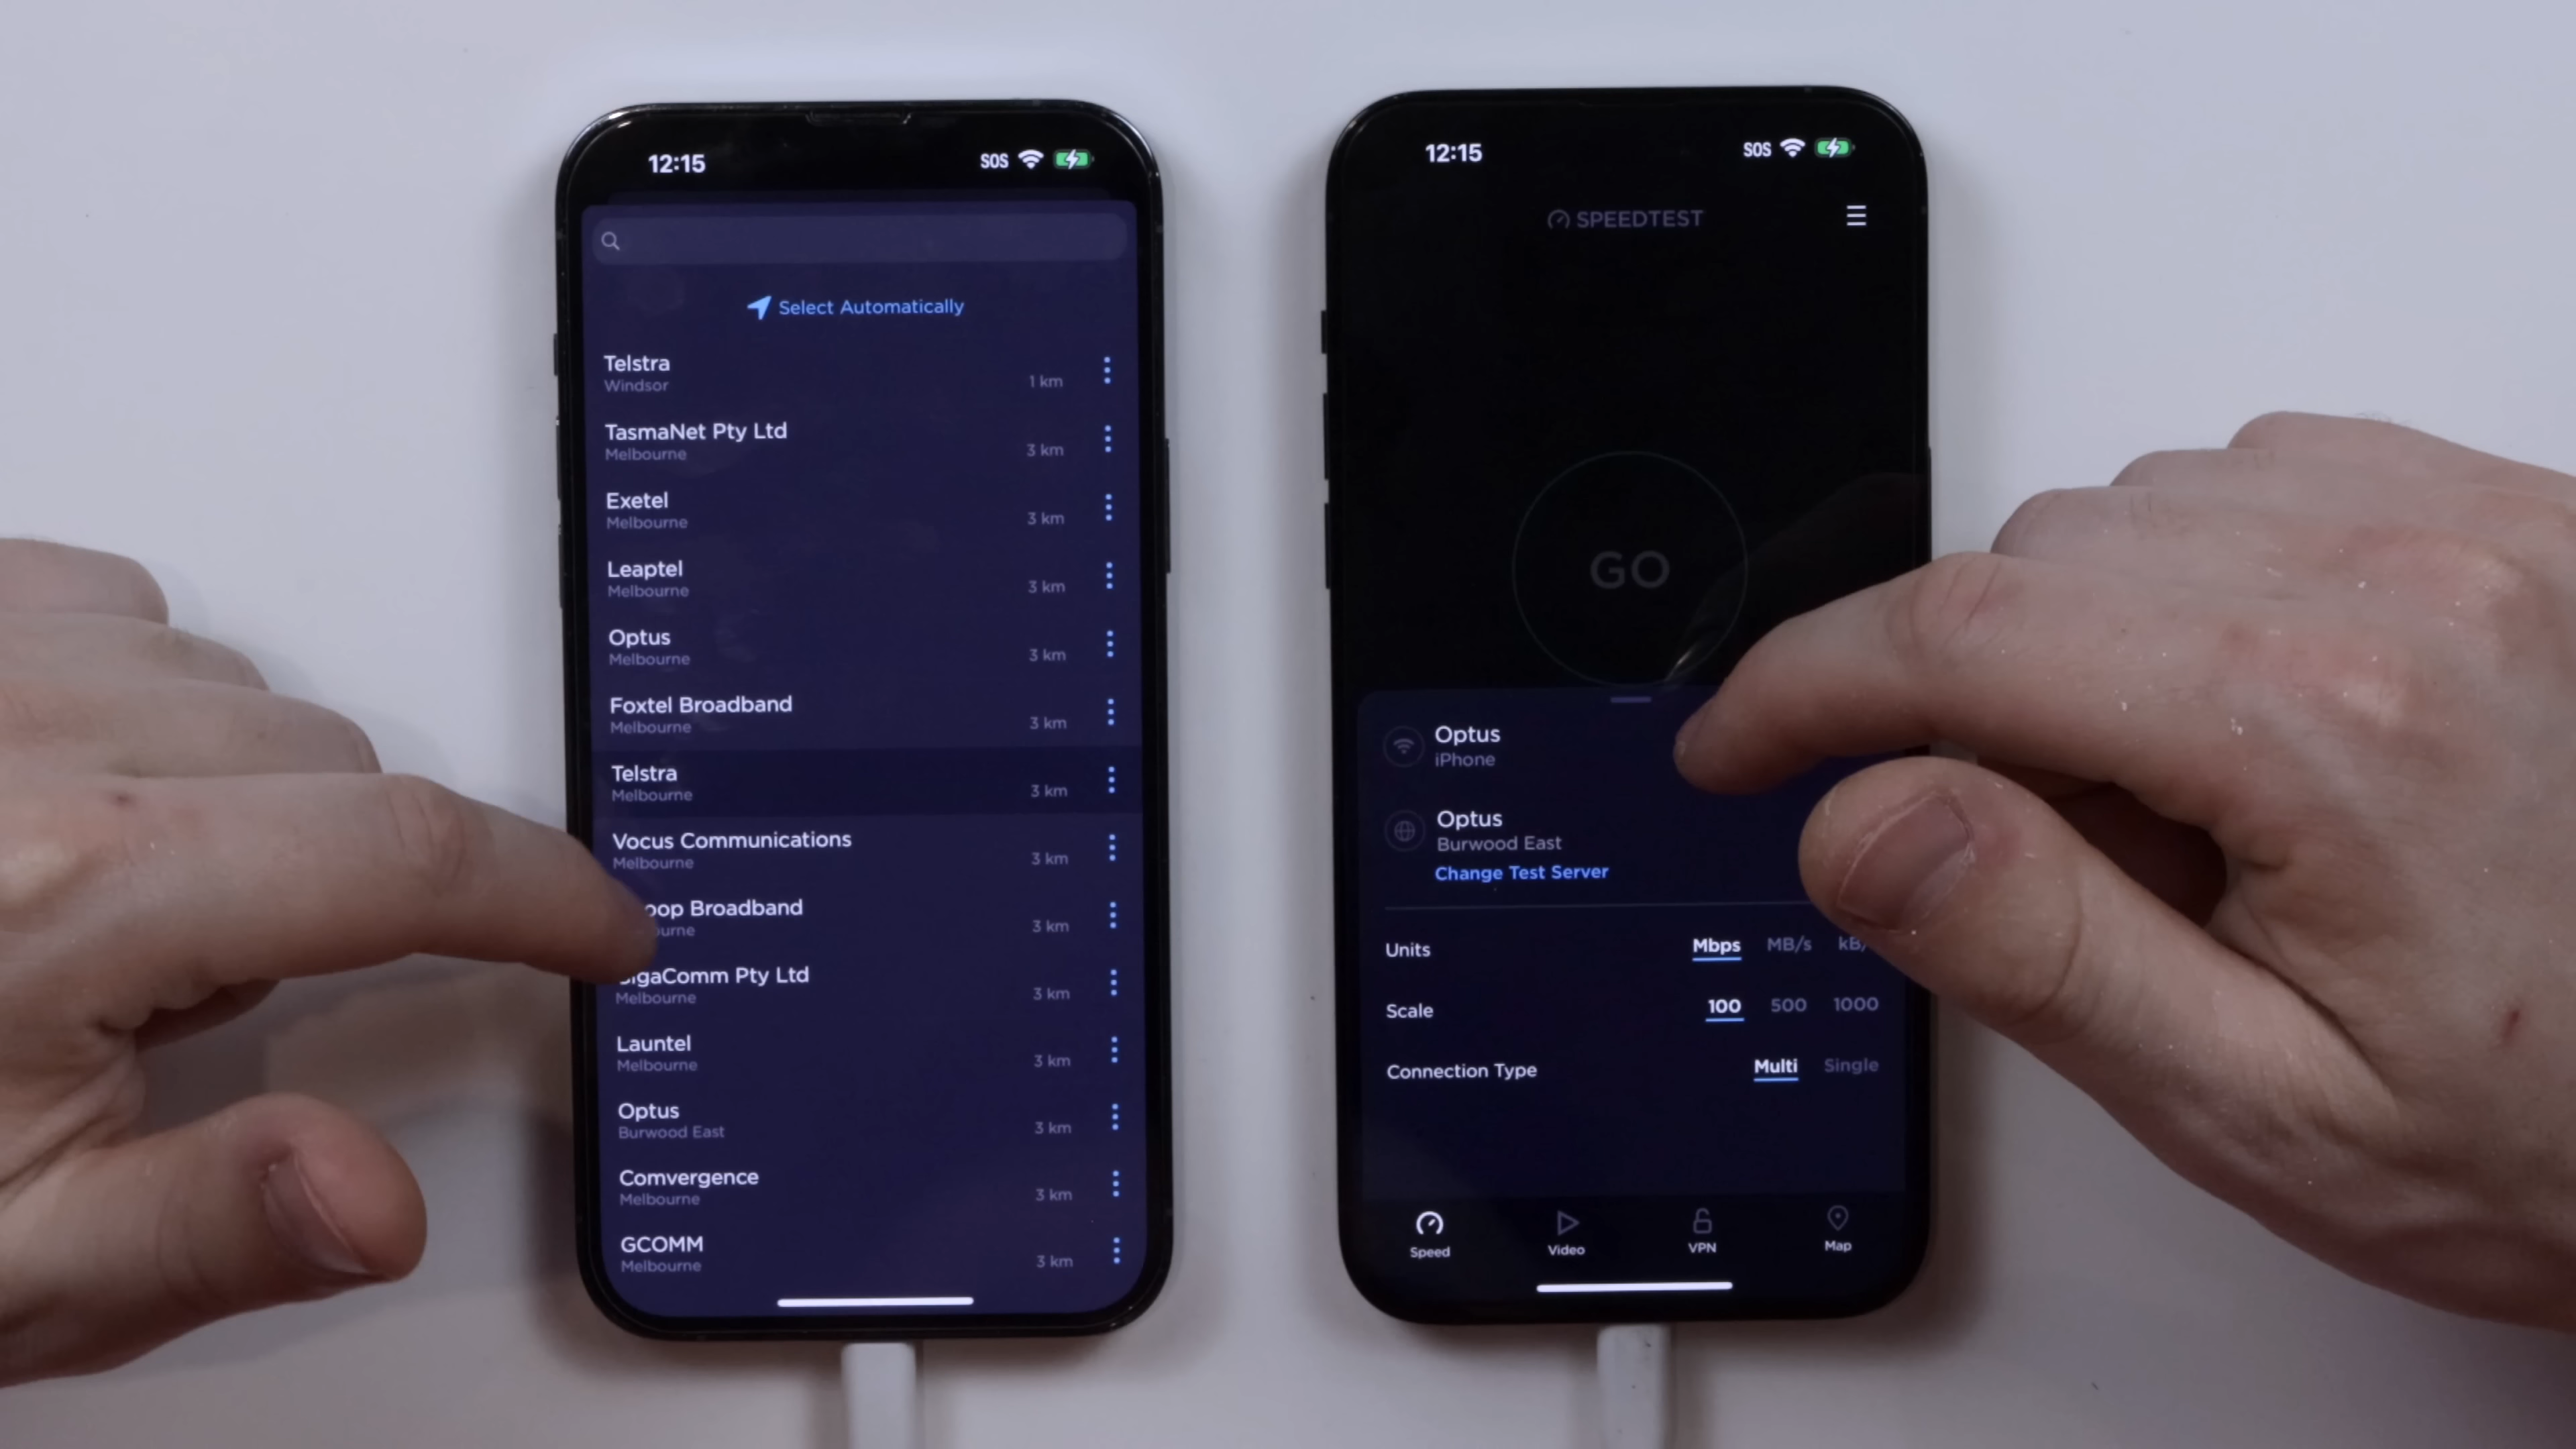 12:15
SOS
Select Automatically
Telstra
Windsor
1 km
TasmaNet Pty Ltd
Melbourne
3 km
Exetel
Melbourne
3 km
Leaptel
Melbourne
3 km
Optus
Melbourne
3 km
Foxtel Broadband
Melbourne
3 km
Telstra
Melbourne
3 km
Vocus Communications
Melbourne
3 km
Broadband
3 km
Pty Ltd
Melbourne
3 km
Launtel
Melbourne
3 km
Optus
Burwood East
3 km
Comvergence
Melbourne
3 km
GCOMM
Melbourne
3 km
12:15
SOS
SPEEDTEST
GO
Optus
iPhone
Optus
Burwood East
Change Test Server
Units Mbps MB/s
Scale 100 500 1000
Connection Type Multi Single
Speed Video VPN Map